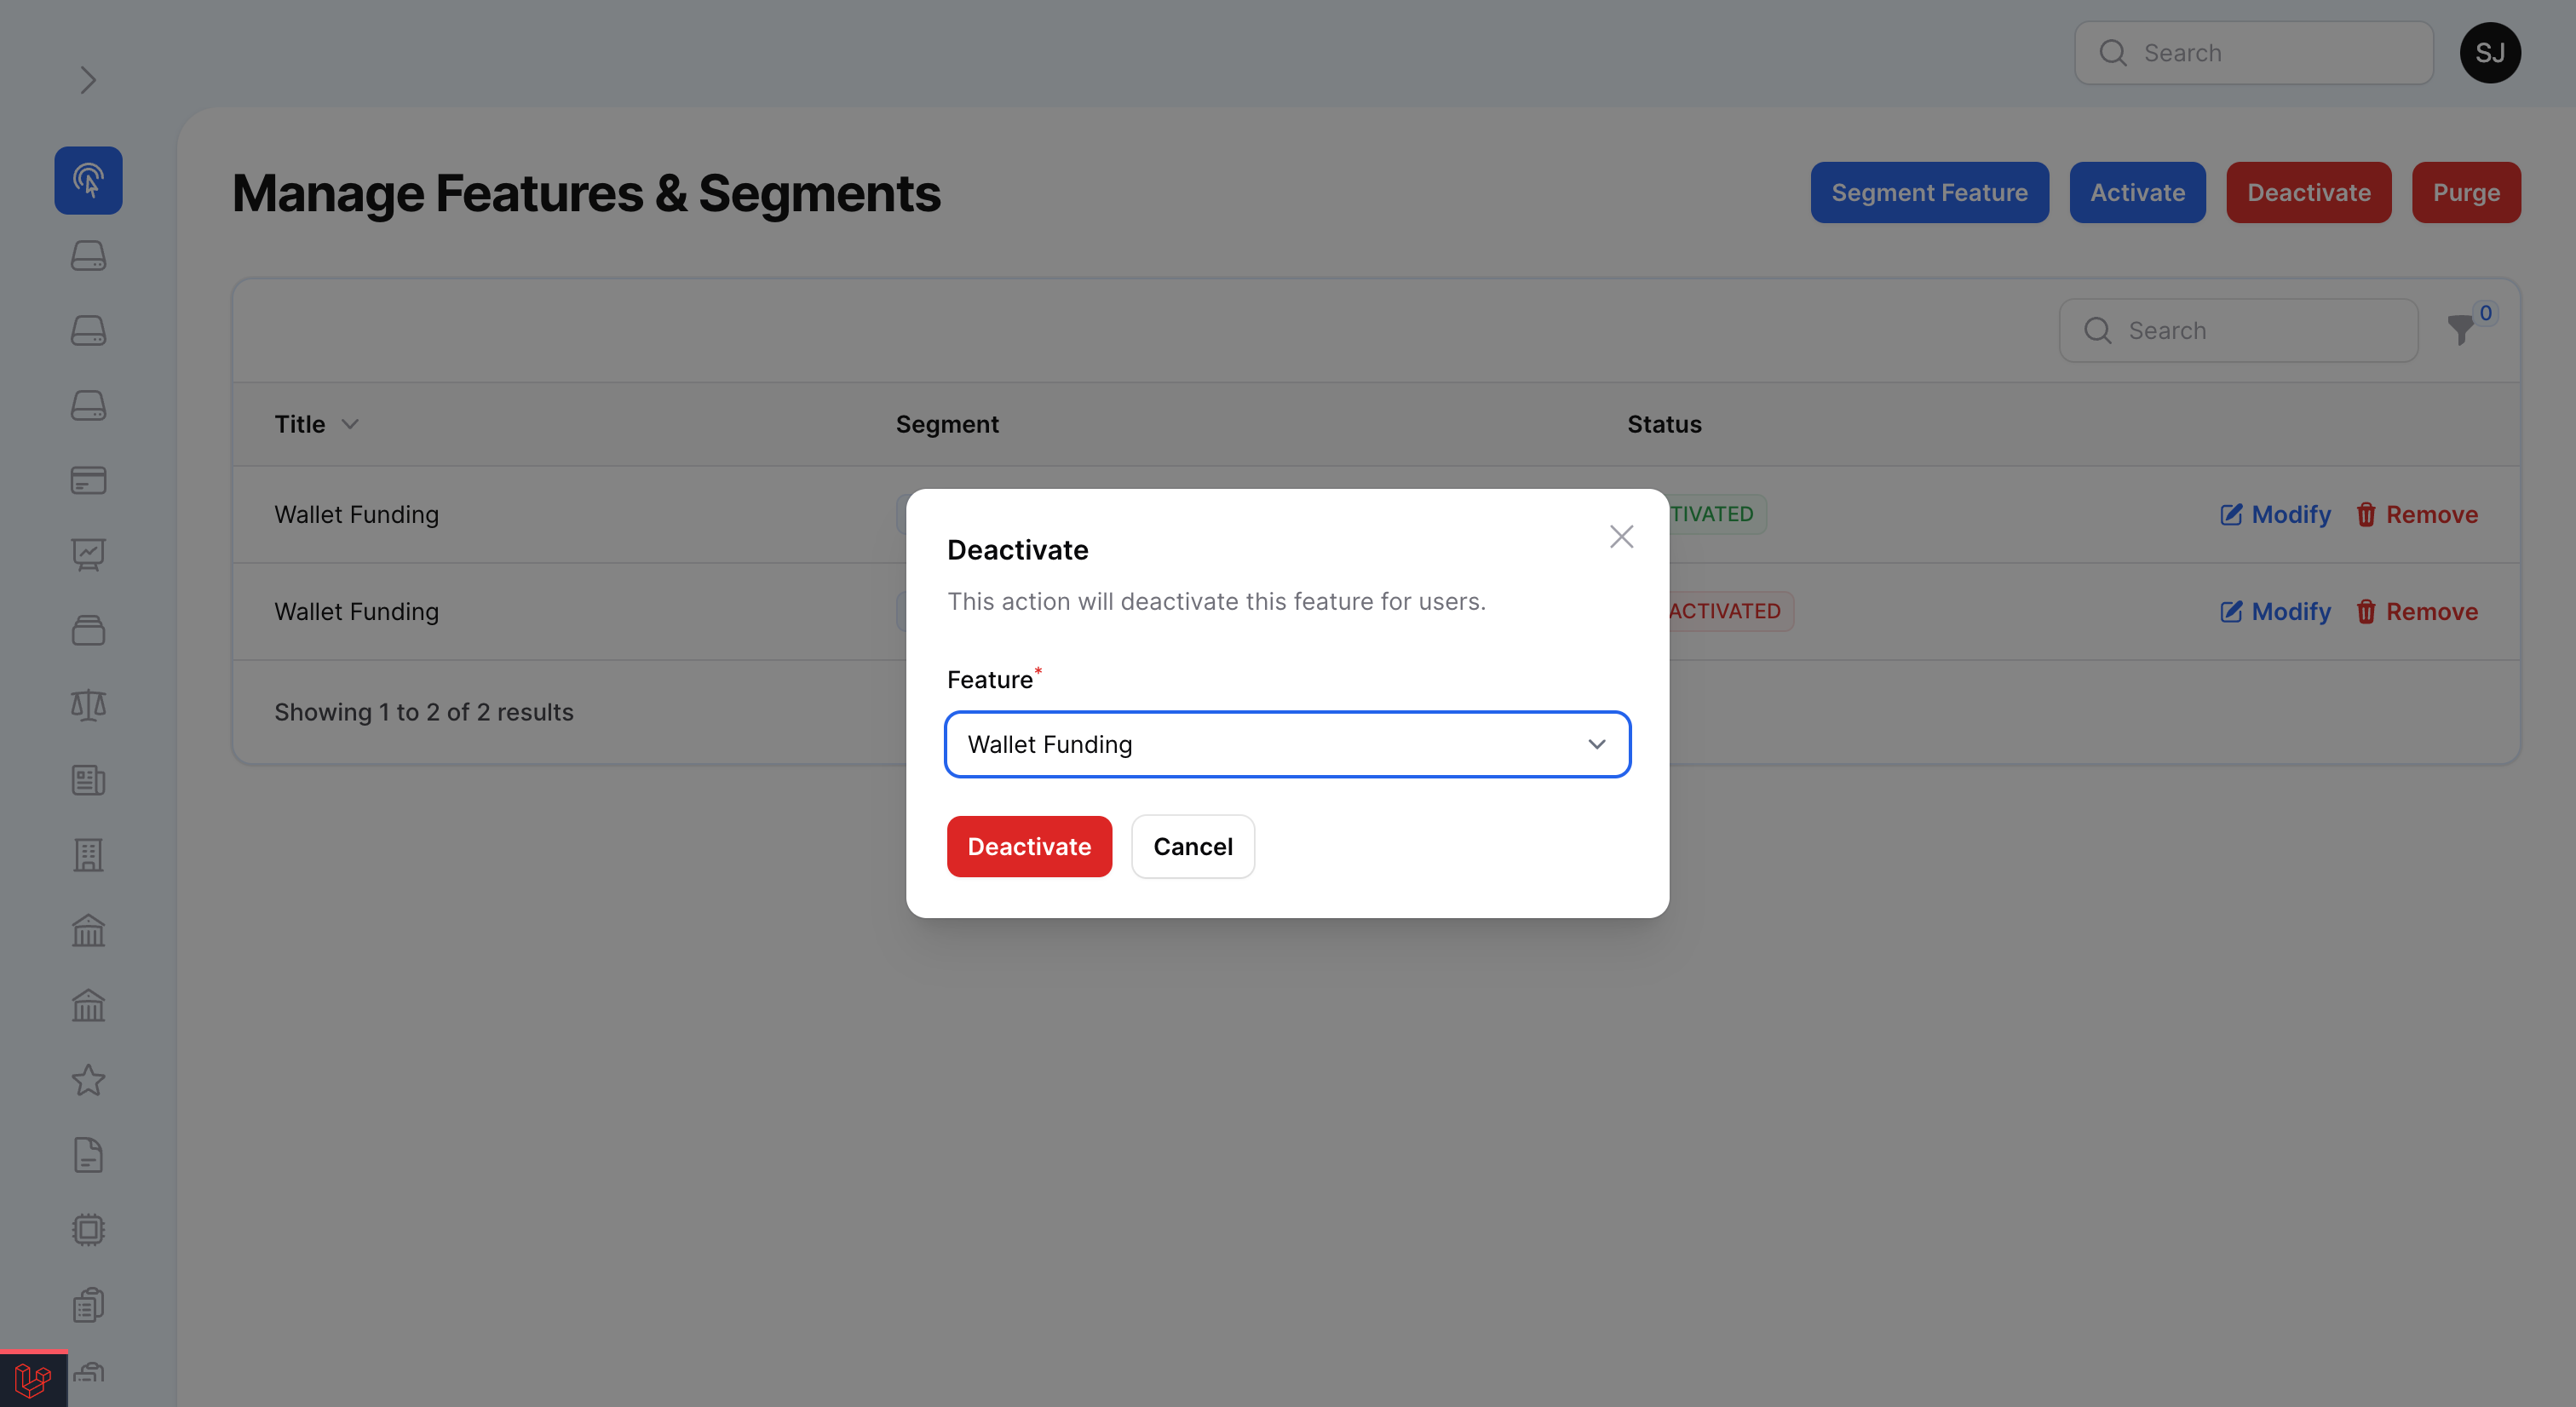 Search
SJ
Manage Features & Segments
Segment Feature
Activate
Deactivate
Purge
Search
0
Title
Segment
Status
Wallet Funding
TIVATED
Modify
Remove
Wallet Funding
ACTIVATED
Modify
Remove
Showing 1 to 2 of 2 results
Deactivate
This action will deactivate this feature for users.
Feature*
Wallet Funding
Deactivate
Cancel